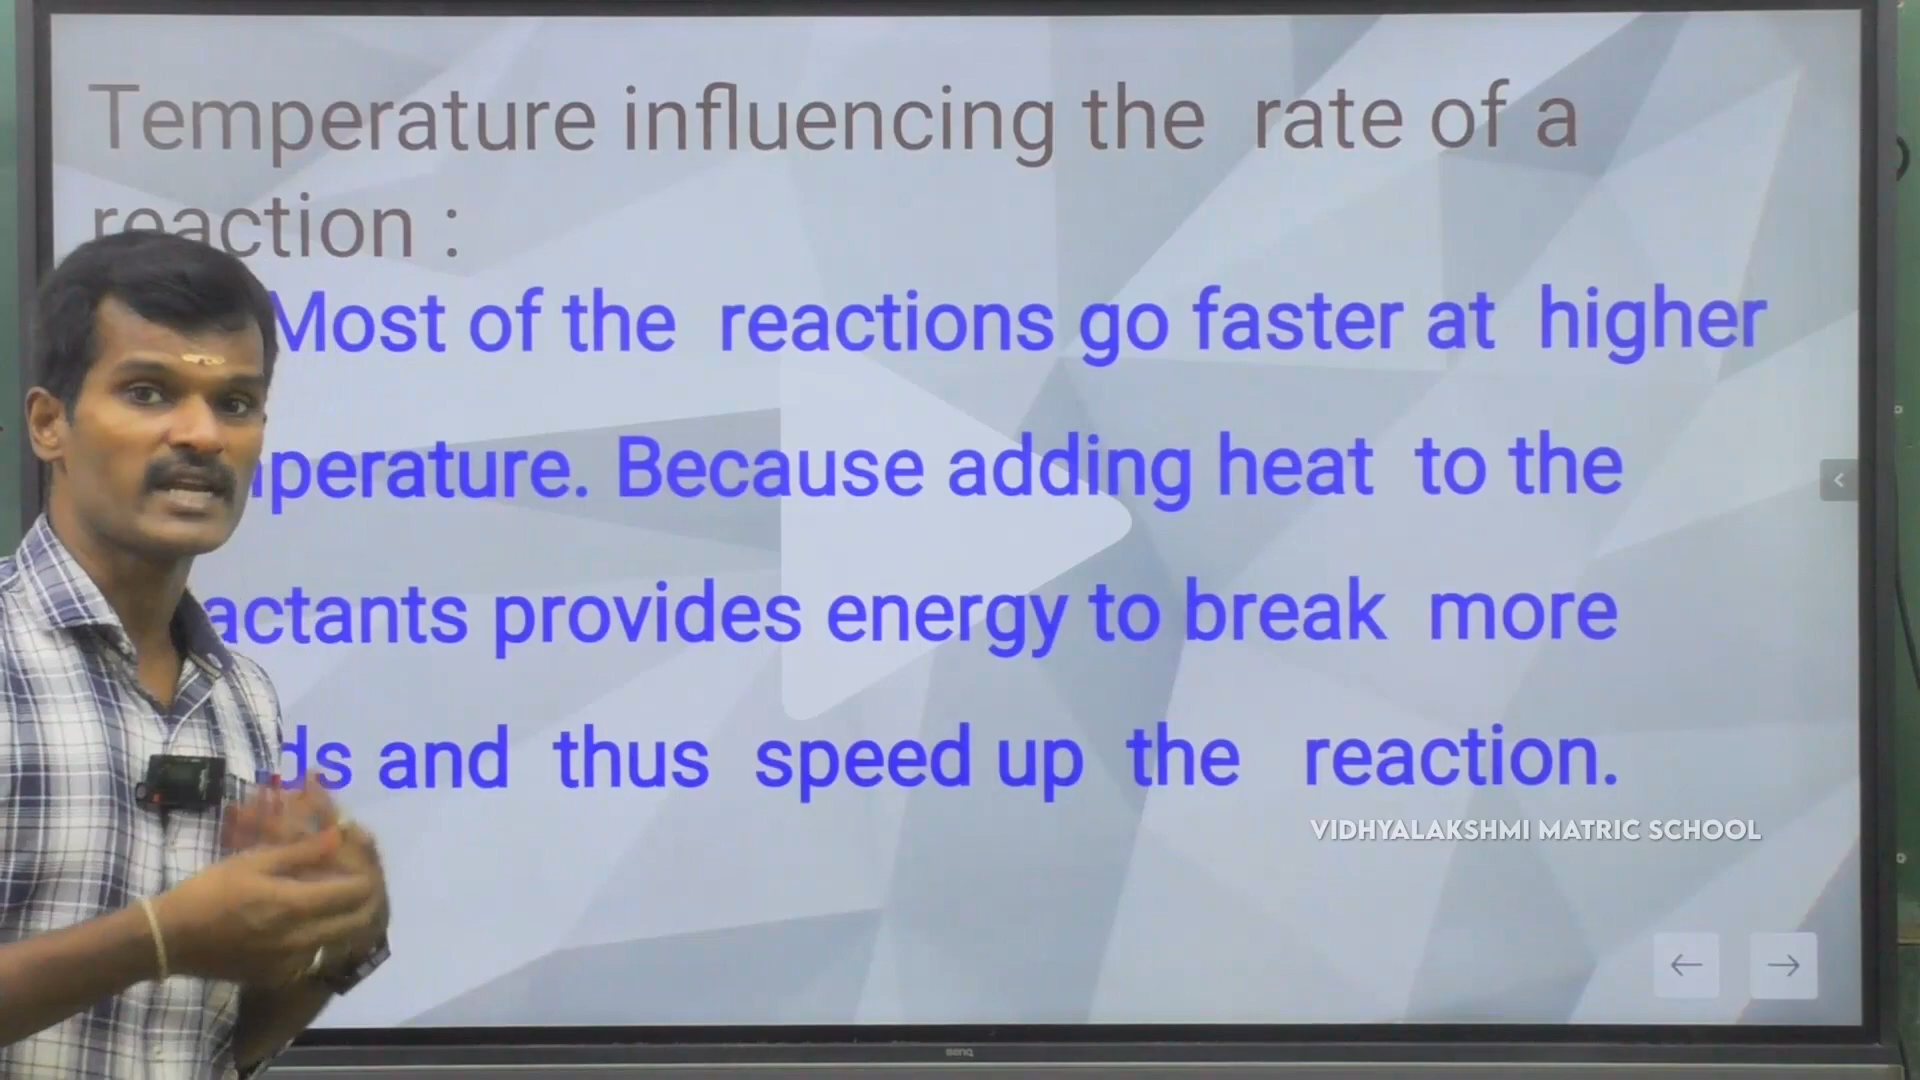 Temperature influencing the rate of a
reaction :
Most of the reactions go faster at higher
perature. Because adding heat to the
actants provides energy to break more
ds and thus speed up the reaction.
VIDHYALAKSHMI MATRIC SCHOOL
BenQ